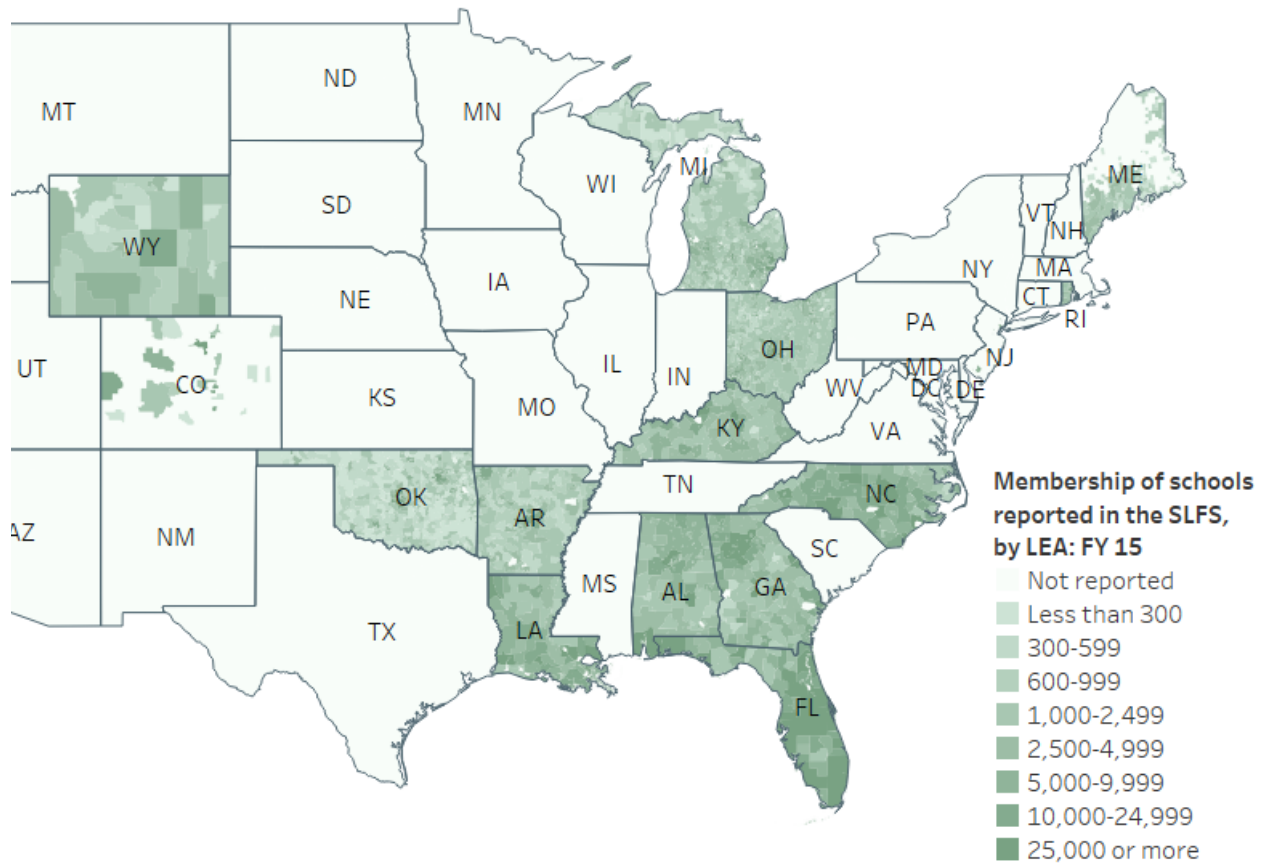 ND
MT
MN
MI
WI
ME
SD
VT
NH
WY
NY
MA
IA
CT
NE
RI
PA
OH
NJ
UT
CO
IL
IN
MD
DC
DE
WV
KS
MO
KY
VA
TN
OK
NC
AR
AZ
NM
SC
MS
AL
GA
TX
LA
FL
Membership of schools
reported in the SLFS,
by LEA: FY 15
Not reported
Less than 300
300-599
600-999
1,000-2,499
2,500-4,999
5,000-9,999
10,000-24,999
25,000 or more